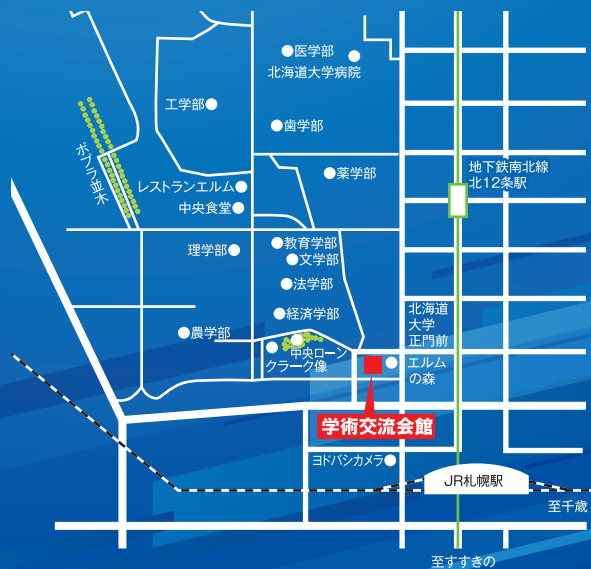 医学部
北海道大学病院
工学部
歯学部
ポプラ並木
レストランエルム
中央食堂
薬学部
地下鉄南北線
北12条駅
理学部
教育学部
文学部
法学部
経済学部
農学部
中央ローン
クラーク像
北海道
大学
正門前
エルム
の森
学術交流会館
ヨドバシカメラ
JR札幌駅
至千歳
至すすきの